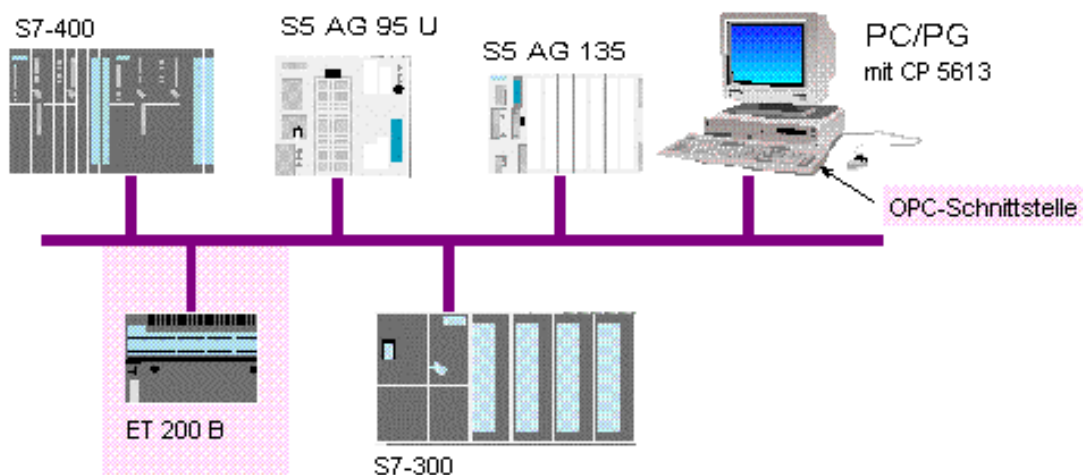 S7-400
S5 AG 95 U
S5 AG 135
PC/PG
mit CP 5613
OPC-Schnittstelle
ET 200 B
S7-300